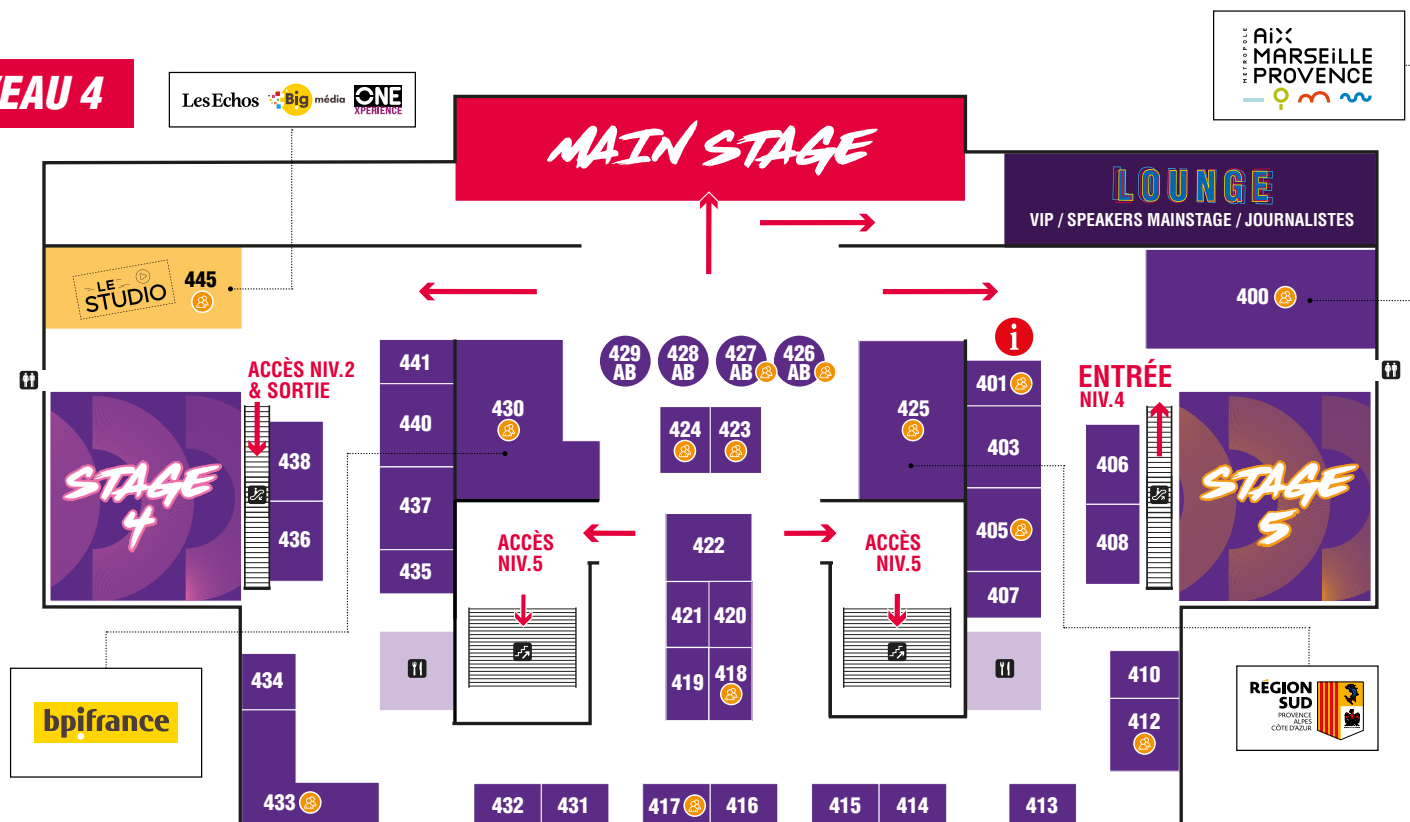 EAU 4
Les Echos Big média ONE
XPERIENCE
MÉTROPOLE
AiX
MARSEiLLE
PROVENCE
MAIN STAGE
LOUNGE
VIP / SPEAKERS MAINSTAGE / JOURNALISTES
LE
STUDIO
445
400
i
429
AB
428
AB
427
AB
426
AB
441
ACCÈS NIV.2
& SORTIE
440
430
424
423
425
401
403
ENTRÉE
NIV.4
STAGE
4
438
436
406
408
STAGE
5
437
435
ACCÈS
NIV.5
422
ACCÈS
NIV.5
405
407
421
420
419
418
434
bpifrance
410
412
RÉGION
SUD
PROVENCE
ALPES
CÔTE D'AZUR
433
432
431
417
416
415
414
413